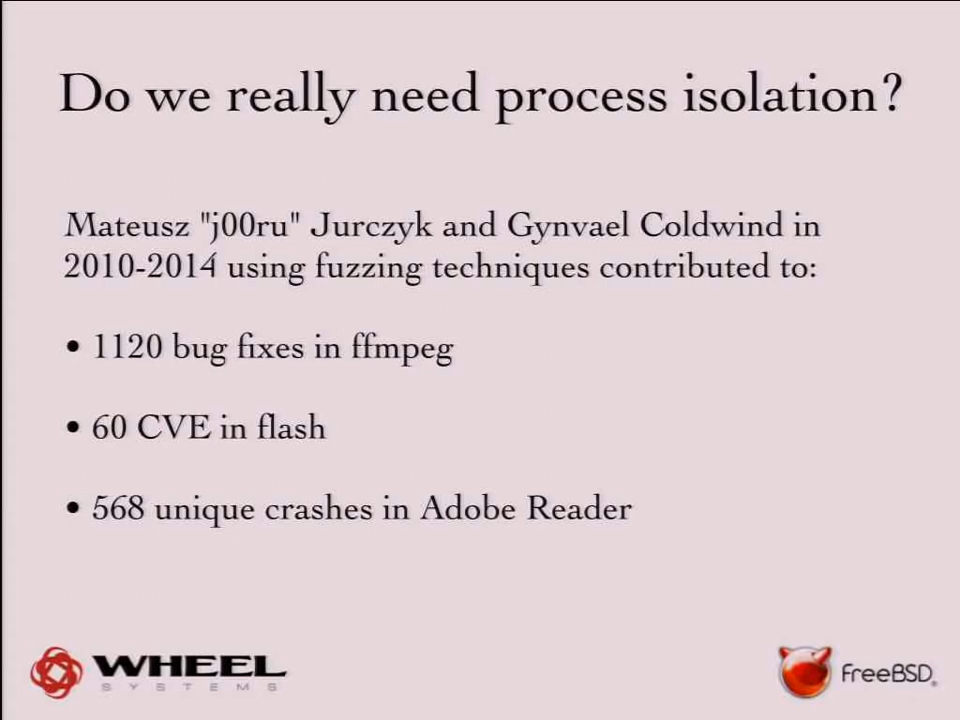 Do we really need process isolation?
Mateusz "j00ru" Jurczyk and Gynvael Coldwind in
2010-2014 using fuzzing techniques contributed to:
• 1120 bug fixes in ffmpeg
• 60 CVE in flash
• 568 unique crashes in Adobe Reader
WHEEL
SYSTEMS
FreeBSD®